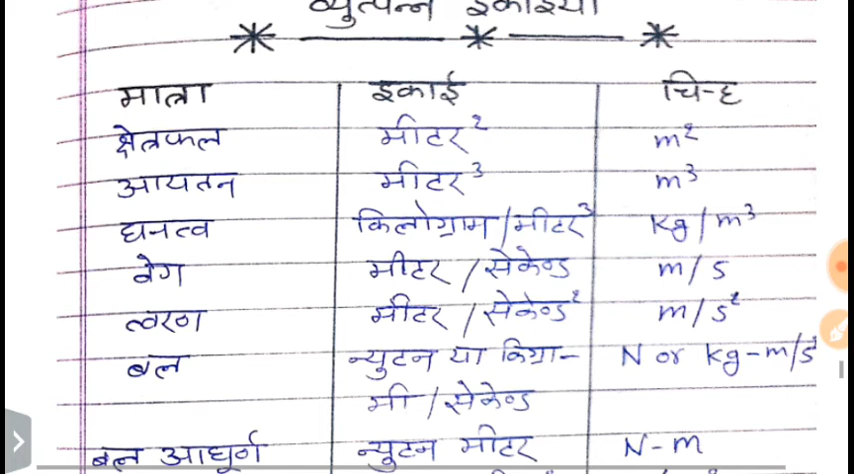 व्युत्पन्न इकाइयाँ
मात्रा इकाई चिन्ह
क्षेत्रफल मीटर² m²
आयतन मीटर³ m³
घनत्व किलोग्राम/मीटर³ Kg/m³
वेग मीटर/सेकेण्ड m/s
त्वरण मीटर/सेकेण्ड² m/s²
बल न्युटन या किग्रा- N or Kg-m/s²
मी/सेकेण्ड
बल आघूर्ण न्युटन मीटर N-m